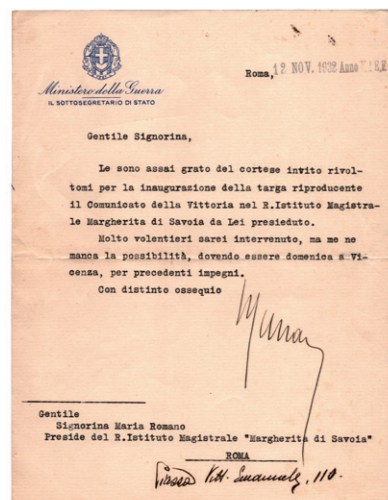 Ministero della Guerra
IL SOTTOSEGRETARIO DI STATO
Roma, 12 NOV. 1932 Anno
Gentile Signorina,
Le sono assai grato del cortese invito rivol-
tomi per la inaugurazione della targa riproducente
il Comunicato della Vittoria nel R.Istituto Magistra-
le Margherita di Savoia da Lei presieduto.
Molto volentieri sarei intervenuto, ma me ne
manca la possibilità, dovendo essere domenica a Vi-
cenza, per precedenti impegni.
Con distinto ossequio
Gentile
Signorina Maria Romano
Preside del R.Istituto Magistrale "Margherita di Savoia"
ROMA
Vitt. Emanuele, 110.